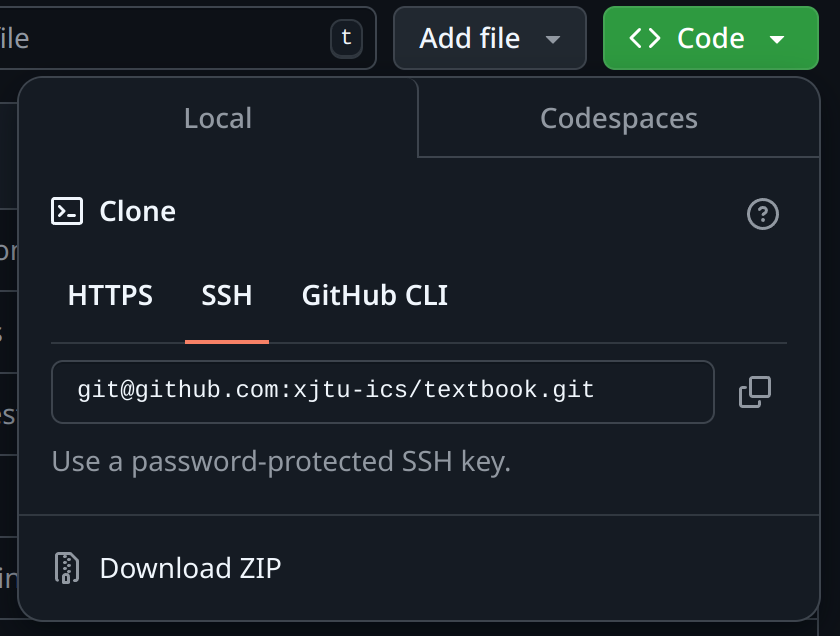 ile t Add file <> Code
Local Codespaces
Clone
HTTPS SSH GitHub CLI
git@github.com:xjtu-ics/textbook.git
Use a password-protected SSH key.
Download ZIP